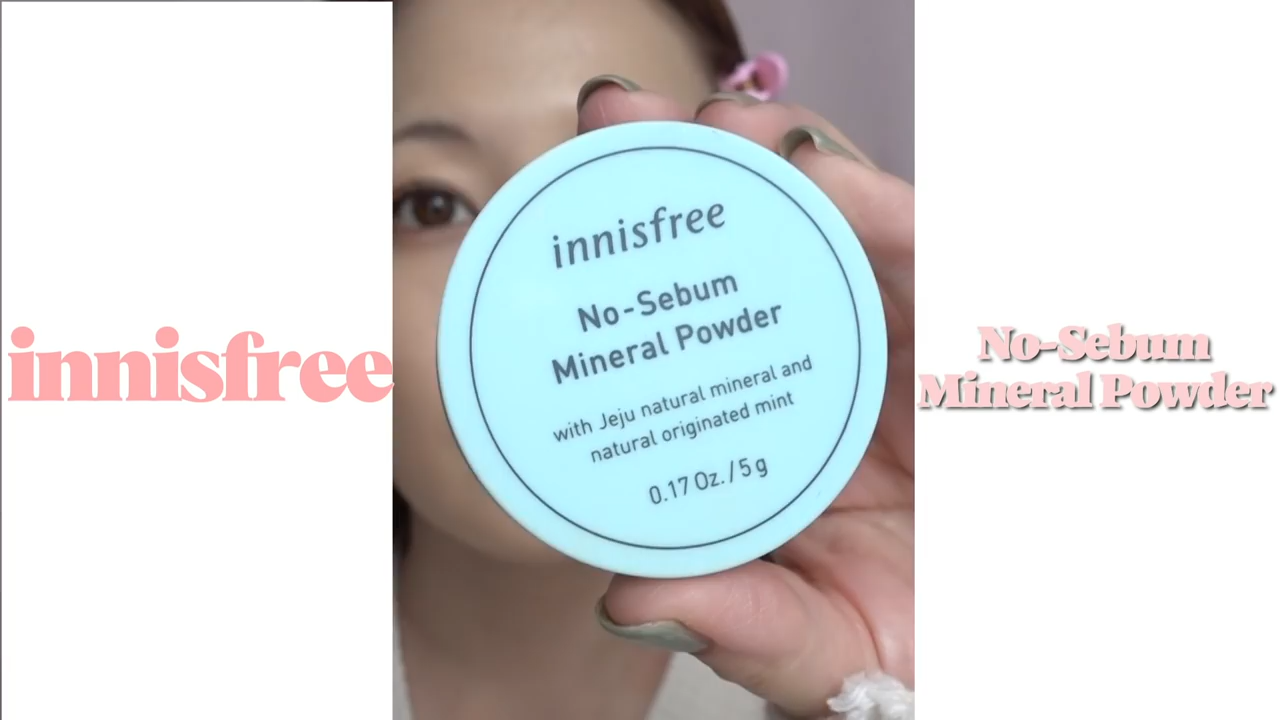 innisfree
innisfree
No-Sebum
Mineral Powder
with Jeju natural mineral and
natural originated mint
0.17 Oz. / 5 g
No-Sebum
Mineral Powder